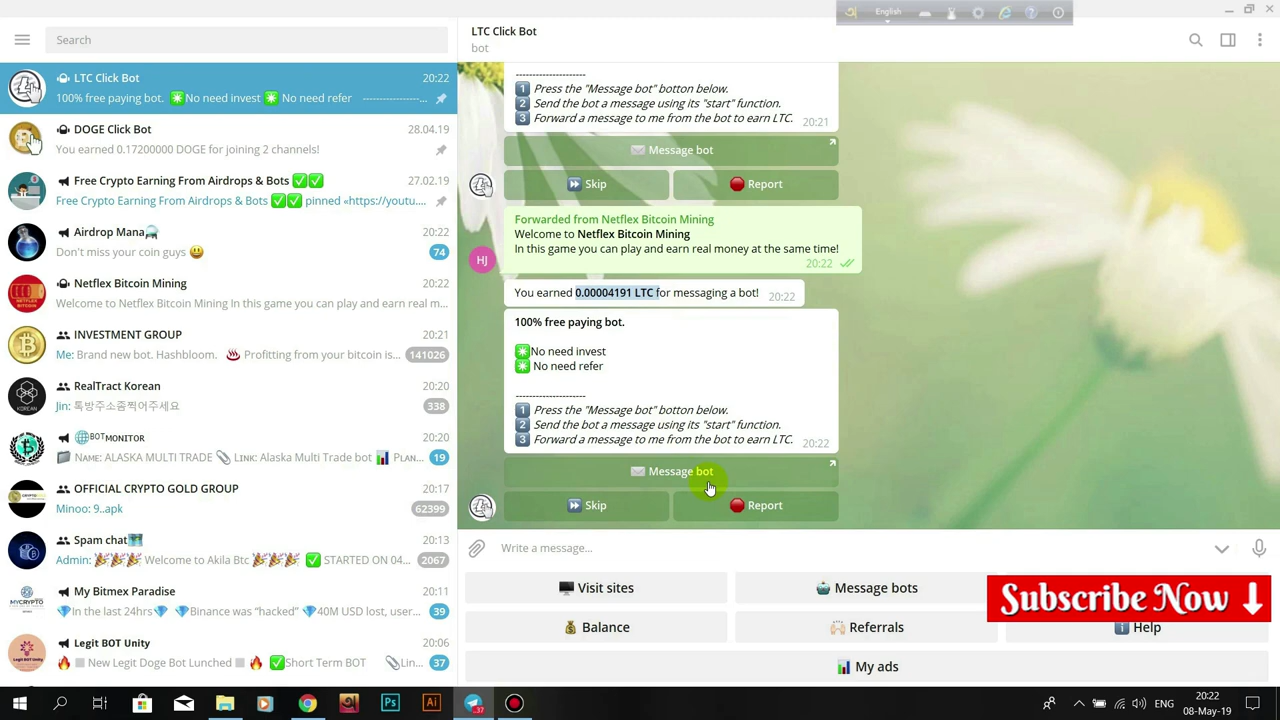 English
Search
LTC Click Bot
bot
LTC Click Bot 20:22
100% free paying bot. ✳️No need invest ✳️ No need refer ----------------...
DOGE Click Bot 28.04.19
You earned 0.17200000 DOGE for joining 2 channels!
Free Crypto Earning From Airdrops & Bots ✅✅ 27.02.19
Free Crypto Earning From Airdrops & Bots ✅✅ pinned «https://youtu....
Airdrop Mana 20:22
Don't miss your coin guys 😃 74
Netflex Bitcoin Mining 20:22
Welcome to Netflex Bitcoin Mining In this game you can play and earn real m...
INVESTMENT GROUP 20:21
Me: Brand new bot. Hashbloom. ♨️ Profitting from your bitcoin is... 141026
RealTract Korean 20:20
Jin: 톡방주소줌찍어주세요 338
BOTMONITOR 20:20
NAME: ALASKA MULTI TRADE 📎 LINK: Alaska Multi Trade bot 📊 PLAN... 19
OFFICIAL CRYPTO GOLD GROUP 20:17
Minoo: 9..apk 62399
Spam chat 20:13
Admin: 🎉🎉🎉 Welcome to Akila Btc 🎉🎉🎉 ✅ STARTED ON 04... 2067
My Bitmex Paradise 20:11
💎In the last 24hrs💎 💎Binance was "hacked" 💎40M USD lost, user... 39
Legit BOT Unity 20:06
🔥 New Legit Doge Bot Lunched 🔥 ✅Short Term BOT 📎Lin... 37
---------------------
1 Press the "Message bot" botton below.
2 Send the bot a message using its "start" function.
3 Forward a message to me from the bot to earn LTC. 20:21
✉️ Message bot
⏩ Skip
🛑 Report
HJ
Forwarded from Netflex Bitcoin Mining
Welcome to Netflex Bitcoin Mining
In this game you can play and earn real money at the same time!
20:22
You earned 0.00004191 LTC for messaging a bot! 20:22
100% free paying bot.
✳️No need invest
✳️ No need refer
---------------------
1 Press the "Message bot" botton below.
2 Send the bot a message using its "start" function.
3 Forward a message to me from the bot to earn LTC. 20:22
✉️ Message bot
⏩ Skip
🛑 Report
Write a message...
🖥 Visit sites
🤖 Message bots
Subscribe Now
💰 Balance
🙌🏻 Referrals
ℹ️ Help
📊 My ads
Ps
Ai
37
ENG
20:22
08-May-19